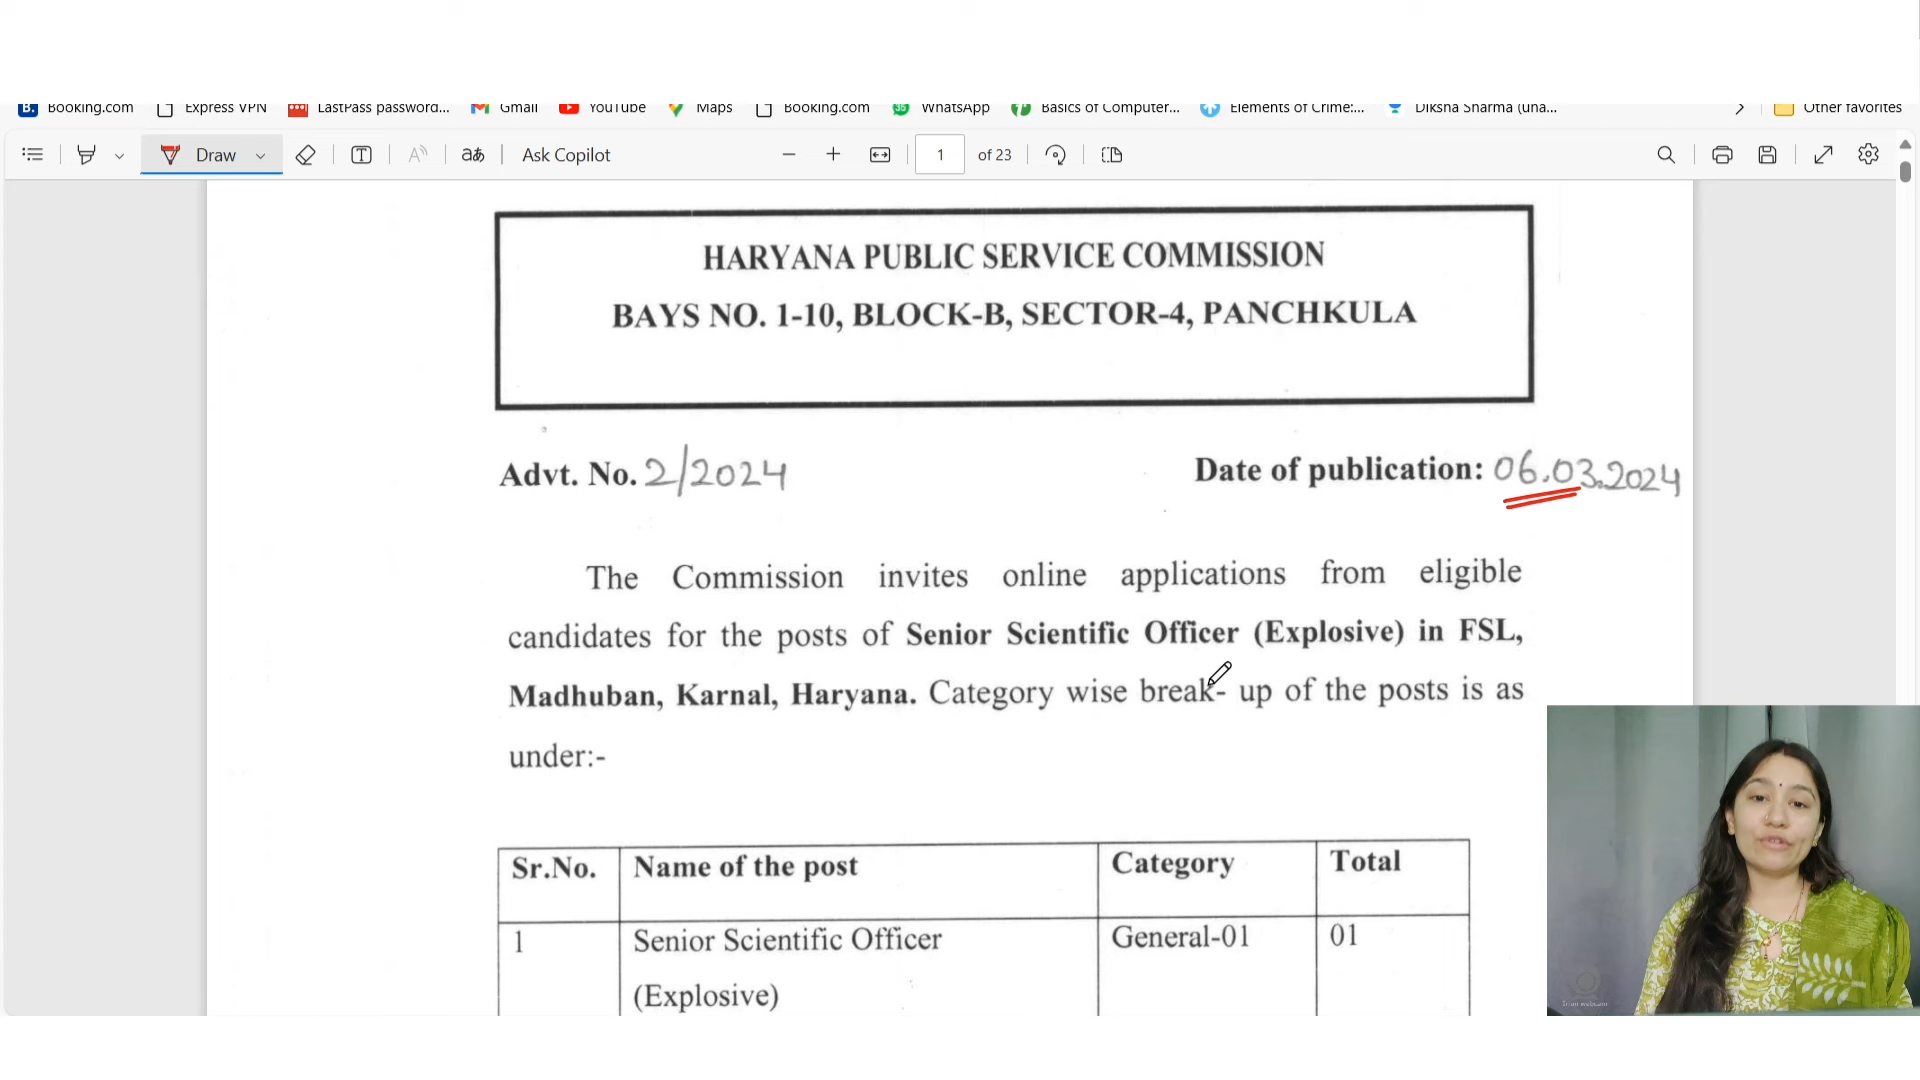 Booking.com Express VPN LastPass password... Gmail YouTube Maps Booking.com WhatsApp Basics of Computer... Elements of Crime:... Diksha Sharma (una... Other favorites
Draw Ask Copilot 1 of 23
HARYANA PUBLIC SERVICE COMMISSION
BAYS NO. 1-10, BLOCK-B, SECTOR-4, PANCHKULA
Advt. No. 2/2024 Date of publication: 06.03.2024
The Commission invites online applications from eligible
candidates for the posts of Senior Scientific Officer (Explosive) in FSL,
Madhuban, Karnal, Haryana. Category wise break- up of the posts is as
under:-
Sr.No. Name of the post Category Total
1 Senior Scientific Officer General-01 01
(Explosive)